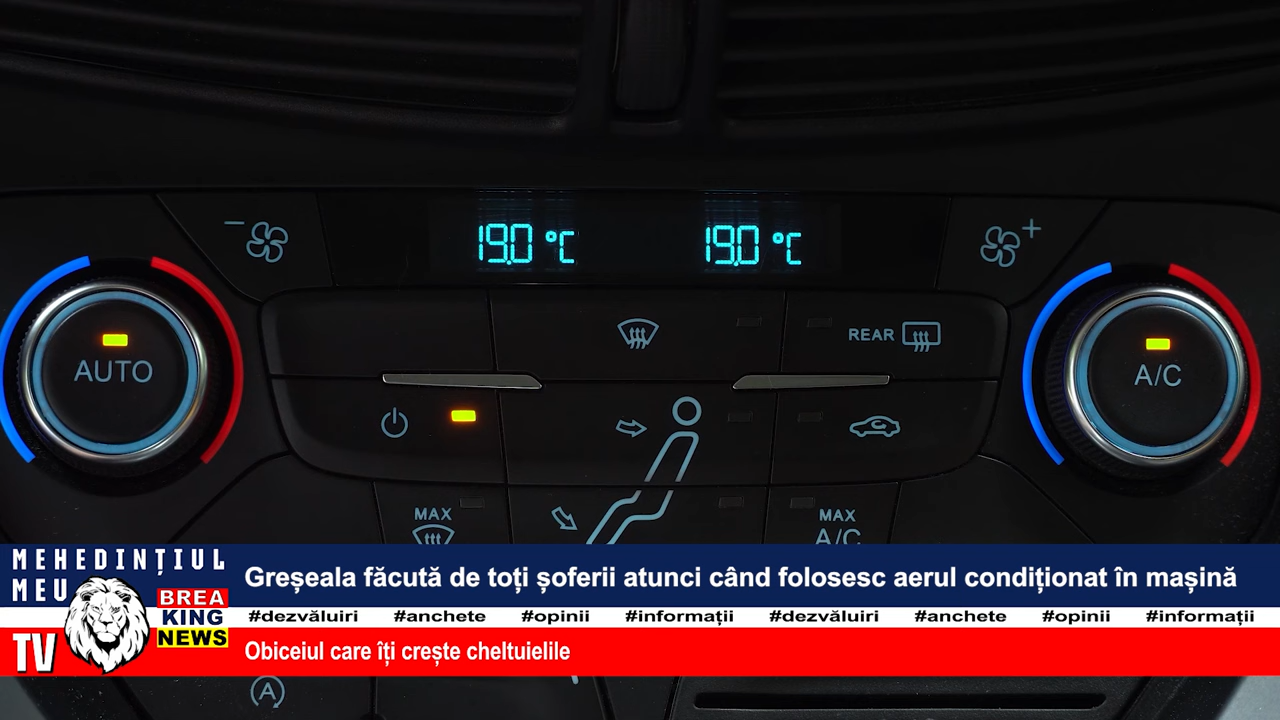 19.0 °C
19.0 °C
REAR
AUTO
A/C
MAX
MAX
A/C
MEHEDINȚIUL
MEU
TV
BREA
KING
NEWS
Greșeala făcută de toți șoferii atunci când folosesc aerul condiționat în mașină
#dezvăluiri #anchete #opinii #informații #dezvăluiri #anchete #opinii #informații
Obiceiul care îți crește cheltuielile
A